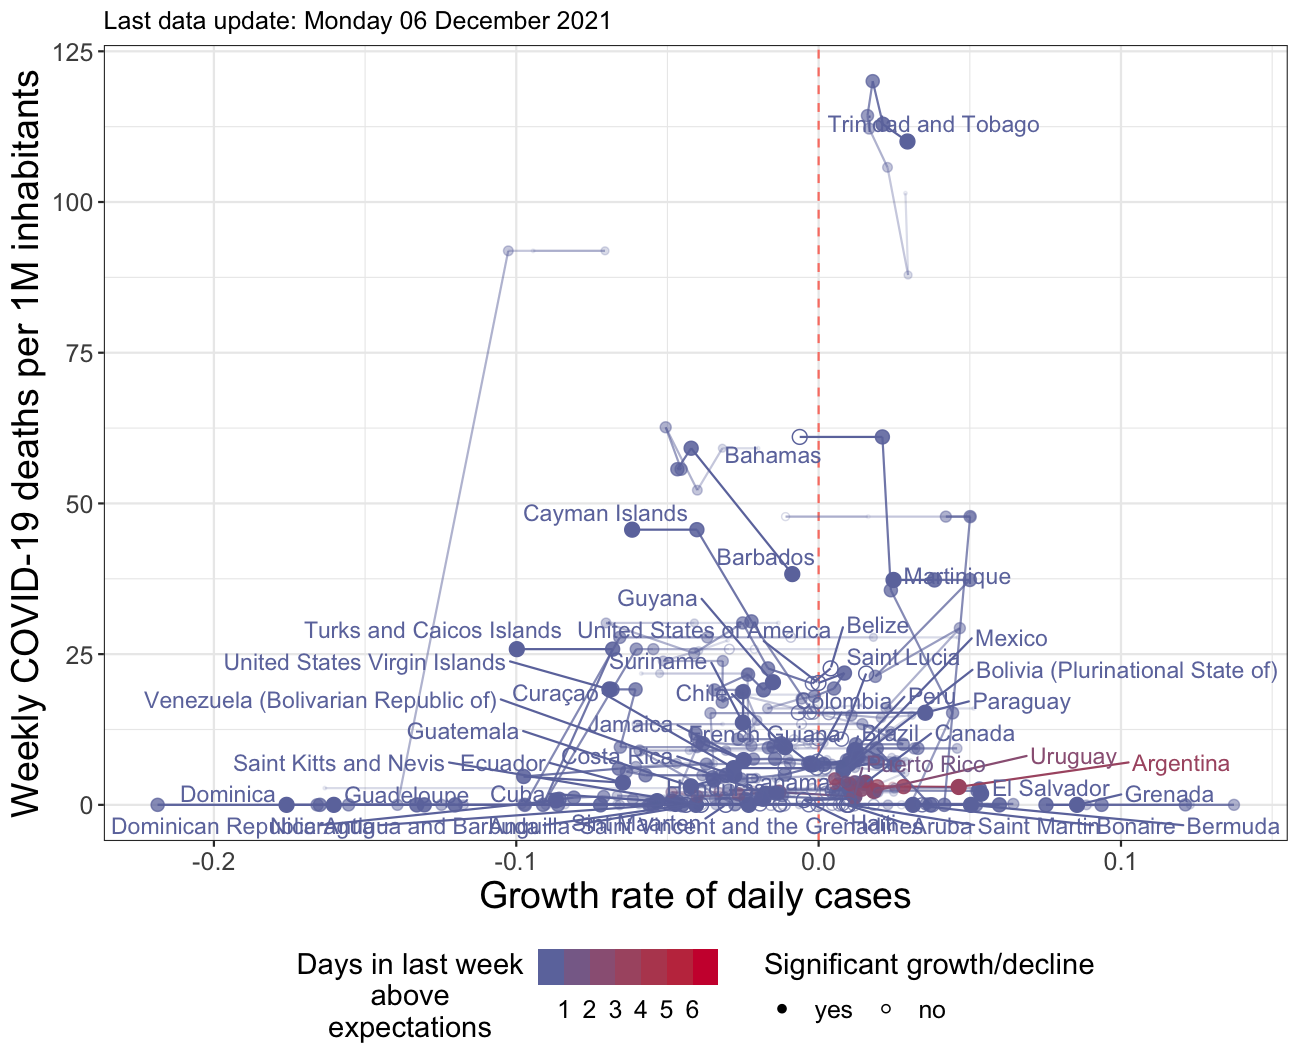 Last data update: Monday 06 December 2021
Weekly COVID-19 deaths per 1M inhabitants
125
100
75
50
25
0
Trinidad and Tobago
Bahamas
Cayman Islands
Barbados
Martinique
Guyana
Turks and Caicos Islands
United States of America
Belize
Mexico
United States Virgin Islands
Suriname
Saint Lucia
Bolivia (Plurinational State of)
Venezuela (Bolivarian Republic of)
Curaçao
Chile
Colombia
Peru
Paraguay
Guatemala
Jamaica
French Guiana
Brazil
Canada
Saint Kitts and Nevis
Ecuador
Costa Rica
Puerto Rico
Uruguay
Argentina
Dominica
Guadeloupe
Cuba
Panama
El Salvador
Grenada
Dominican Republic
Nicaragua
Antigua and Barbuda
Anguilla
Sint Maarten
Saint Vincent and the Grenadines
Haiti
Aruba
Saint Martin
Bonaire
Bermuda
-0.2
-0.1
0.0
0.1
Growth rate of daily cases
Days in last week
above
expectations
1 2 3 4 5 6
Significant growth/decline
yes
no